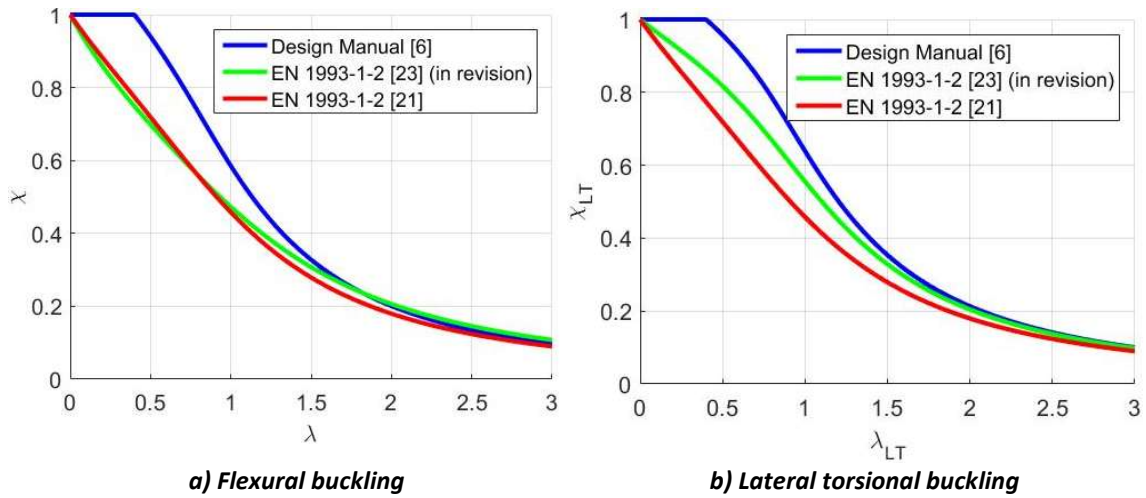 1
0.8
0.6
0.4
0.2
0
χ
Design Manual [6]
EN 1993-1-2 [23] (in revision)
EN 1993-1-2 [21]
0 0.5 1 1.5 2 2.5 3
λ
a) Flexural buckling
1
0.8
0.6
0.4
0.2
0
χLT
Design Manual [6]
EN 1993-1-2 [23] (in revision)
EN 1993-1-2 [21]
0 0.5 1 1.5 2 2.5 3
λLT
b) Lateral torsional buckling